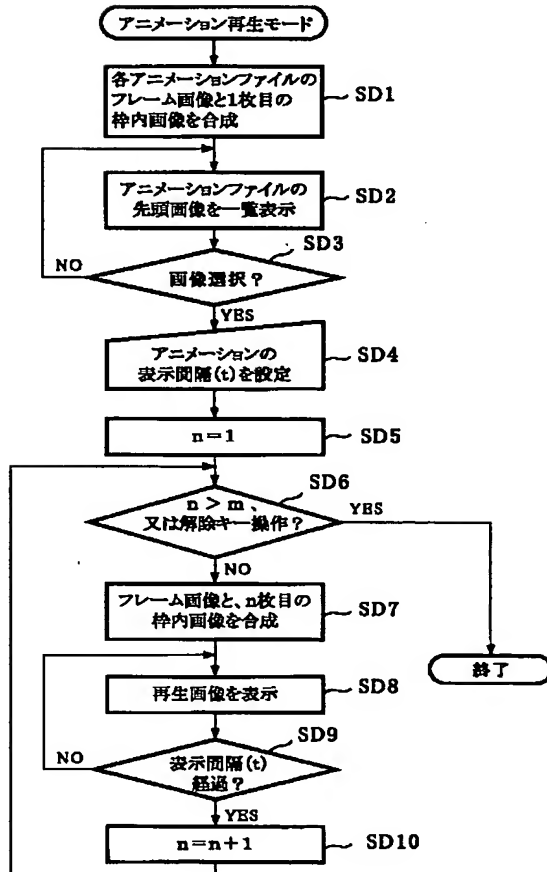 アニメーション再生モード
各アニメーションファイルの
フレーム画像と1枚目の
枠内画像を合成
SD1
アニメーションファイルの
先頭画像を一覧表示
SD2
SD3
NO
画像選択?
YES
アニメーションの
表示間隔(t)を設定
SD4
n=1
SD5
SD6
n>m、
又は解除キー操作?
YES
NO
フレーム画像と、n枚目の
枠内画像を合成
SD7
終了
再生画像を表示
SD8
SD9
NO
表示間隔(t)
経過?
YES
n=n+1
SD10